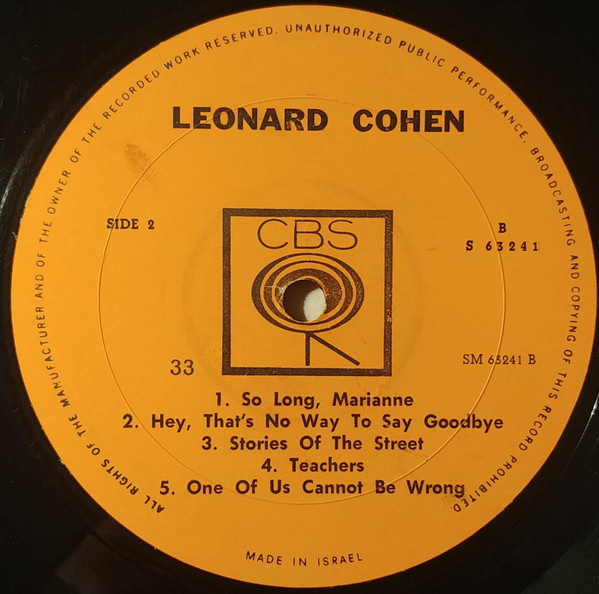 ALL RIGHTS OF THE MANUFACTURER AND OF THE OWNER OF THE RECORDED WORK RESERVED. UNAUTHORIZED PUBLIC PERFORMANCE, BROADCASTING AND COPYING OF THIS RECORD PROHIBITED.
LEONARD COHEN
SIDE 2
B
S 63241
CBS
33
SM 63241 B
1. So Long, Marianne
2. Hey, That's No Way To Say Goodbye
3. Stories Of The Street
4. Teachers
5. One Of Us Cannot Be Wrong
MADE IN ISRAEL